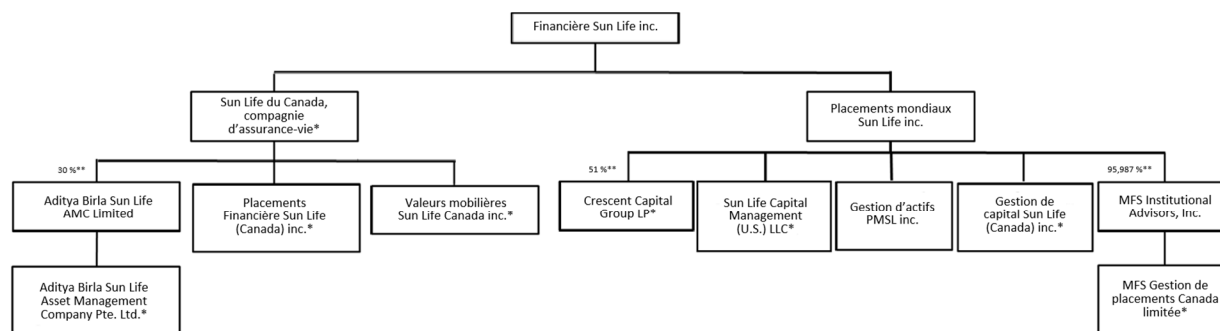 Financière Sun Life inc.
Sun Life du Canada,
compagnie
d'assurance-vie*
Placements mondiaux
Sun Life inc.
30 %**
Aditya Birla Sun Life
AMC Limited
Placements
Financière Sun Life
(Canada) inc.*
Valeurs mobilières
Sun Life Canada inc.*
51 %**
Crescent Capital
Group LP*
Sun Life Capital
Management
(U.S.) LLC*
Gestion d'actifs
PMSL inc.
Gestion de
capital Sun Life
(Canada) inc.*
95,987 %**
MFS Institutional
Advisors, Inc.
Aditya Birla Sun Life
Asset Management
Company Pte. Ltd.*
MFS Gestion de
placements Canada
limitée*